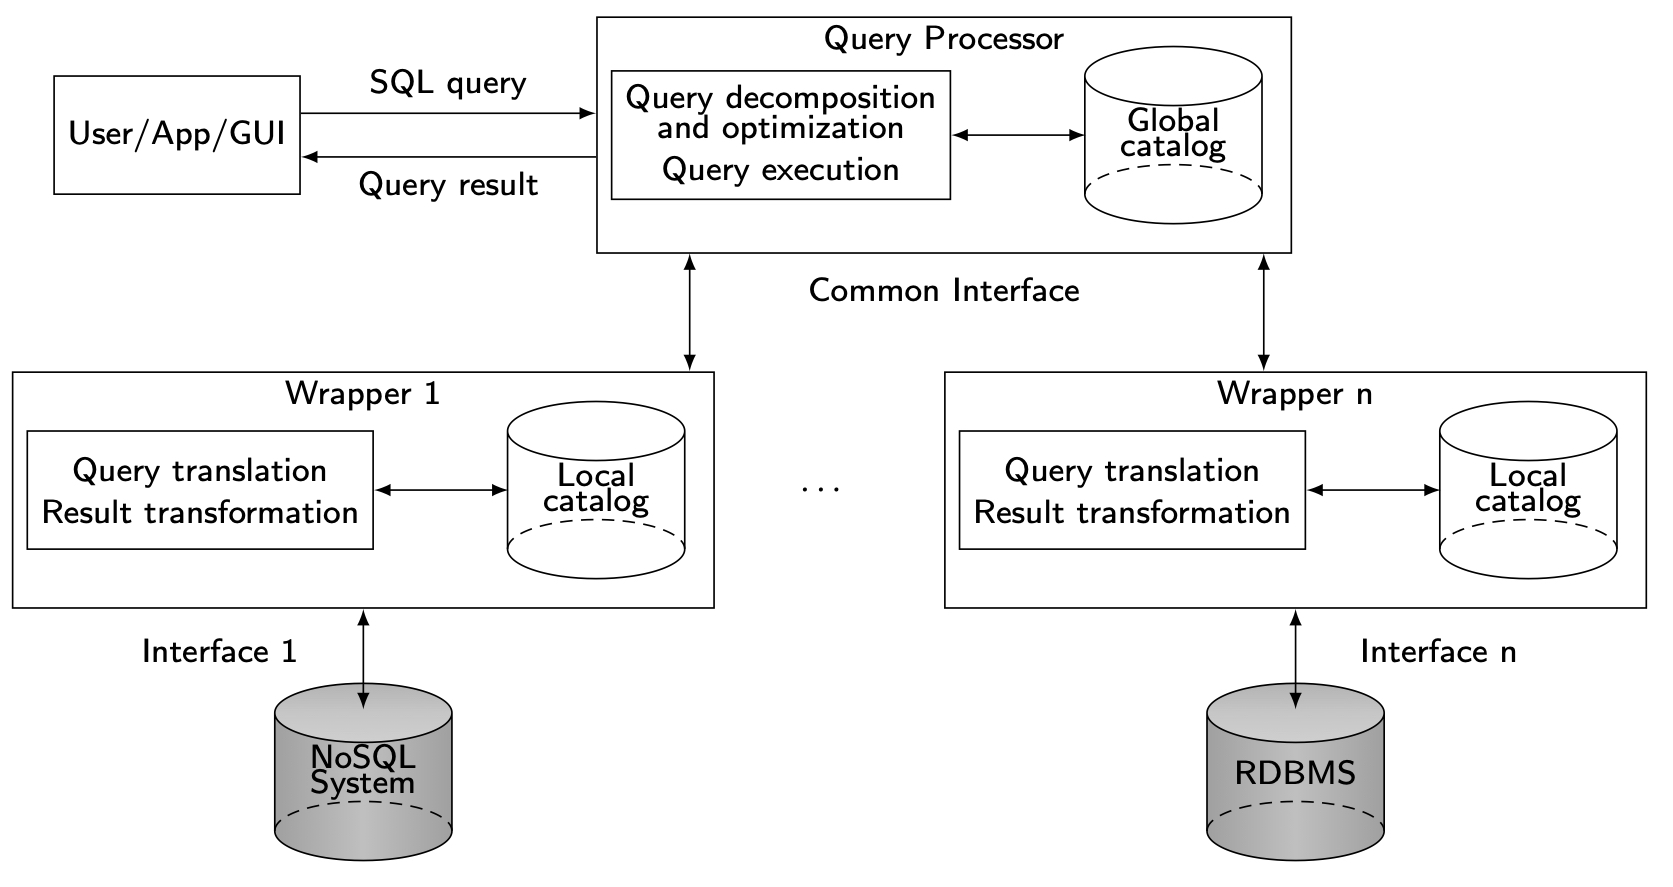 Query Processor
SQL query
User/App/GUI
Query result
Query decomposition
and optimization
Query execution
Global
catalog
Common Interface
Wrapper 1
Query translation
Result transformation
Local
catalog
...
Wrapper n
Query translation
Result transformation
Local
catalog
Interface 1
Interface n
NoSQL
System
RDBMS